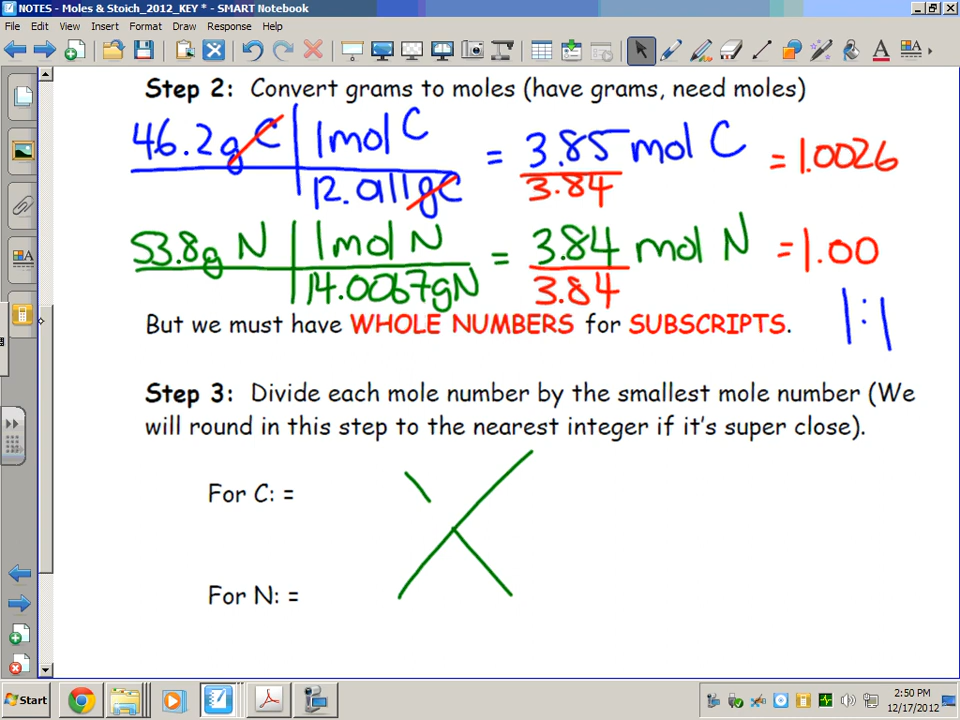 NOTES - Moles & Stoich_2012_KEY * - SMART Notebook
File Edit View Insert Format Draw Response Help
Step 2: Convert grams to moles (have grams, need moles)
46.2g C | 1mol C = 3.85 mol C = 1.0026
12.011gC 3.84
53.8g N | 1mol N = 3.84 mol N = 1.00
14.0067gN 3.84
But we must have WHOLE NUMBERS for SUBSCRIPTS. 1:1
Step 3: Divide each mole number by the smallest mole number (We
will round in this step to the nearest integer if it's super close).
For C: =
For N: =
Start
2:50 PM
12/17/2012